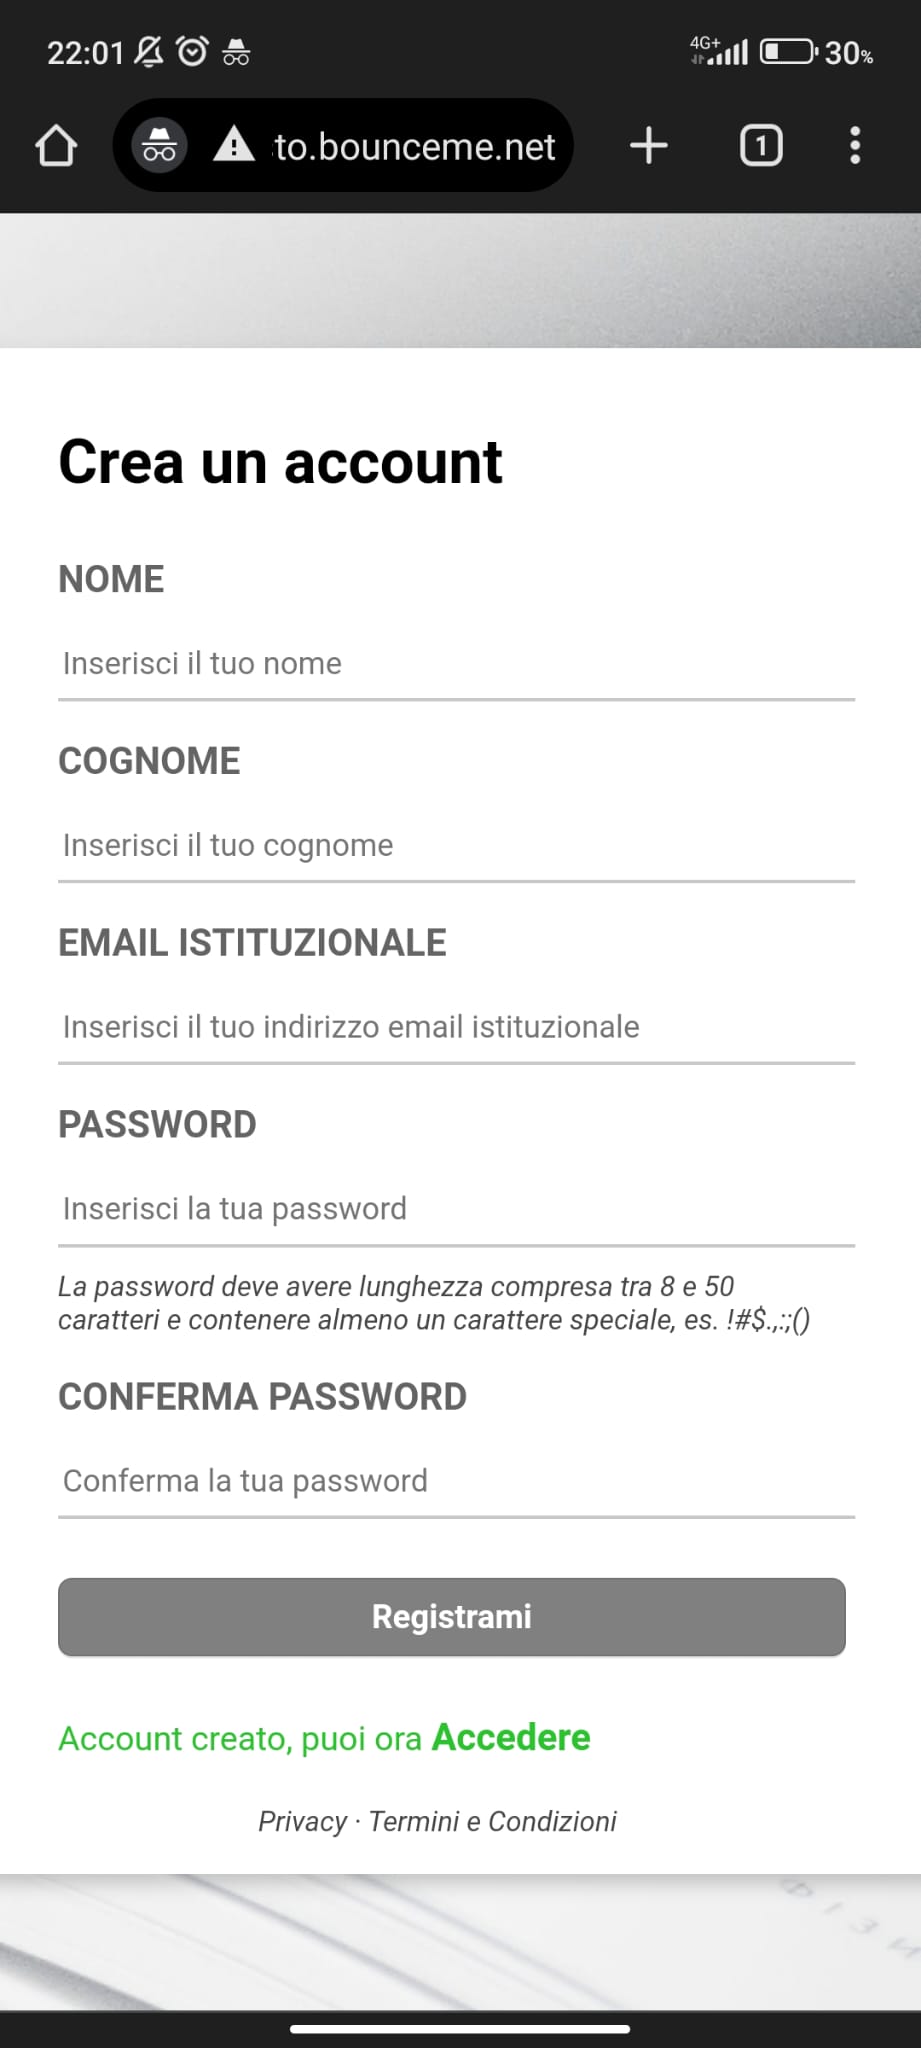 22:01 4G+ 30%
to.bounceme.net 1
Crea un account
NOME
Inserisci il tuo nome
COGNOME
Inserisci il tuo cognome
EMAIL ISTITUZIONALE
Inserisci il tuo indirizzo email istituzionale
PASSWORD
Inserisci la tua password
La password deve avere lunghezza compresa tra 8 e 50
caratteri e contenere almeno un carattere speciale, es. !#$.,:;()
CONFERMA PASSWORD
Conferma la tua password
Registrami
Account creato, puoi ora Accedere
Privacy · Termini e Condizioni